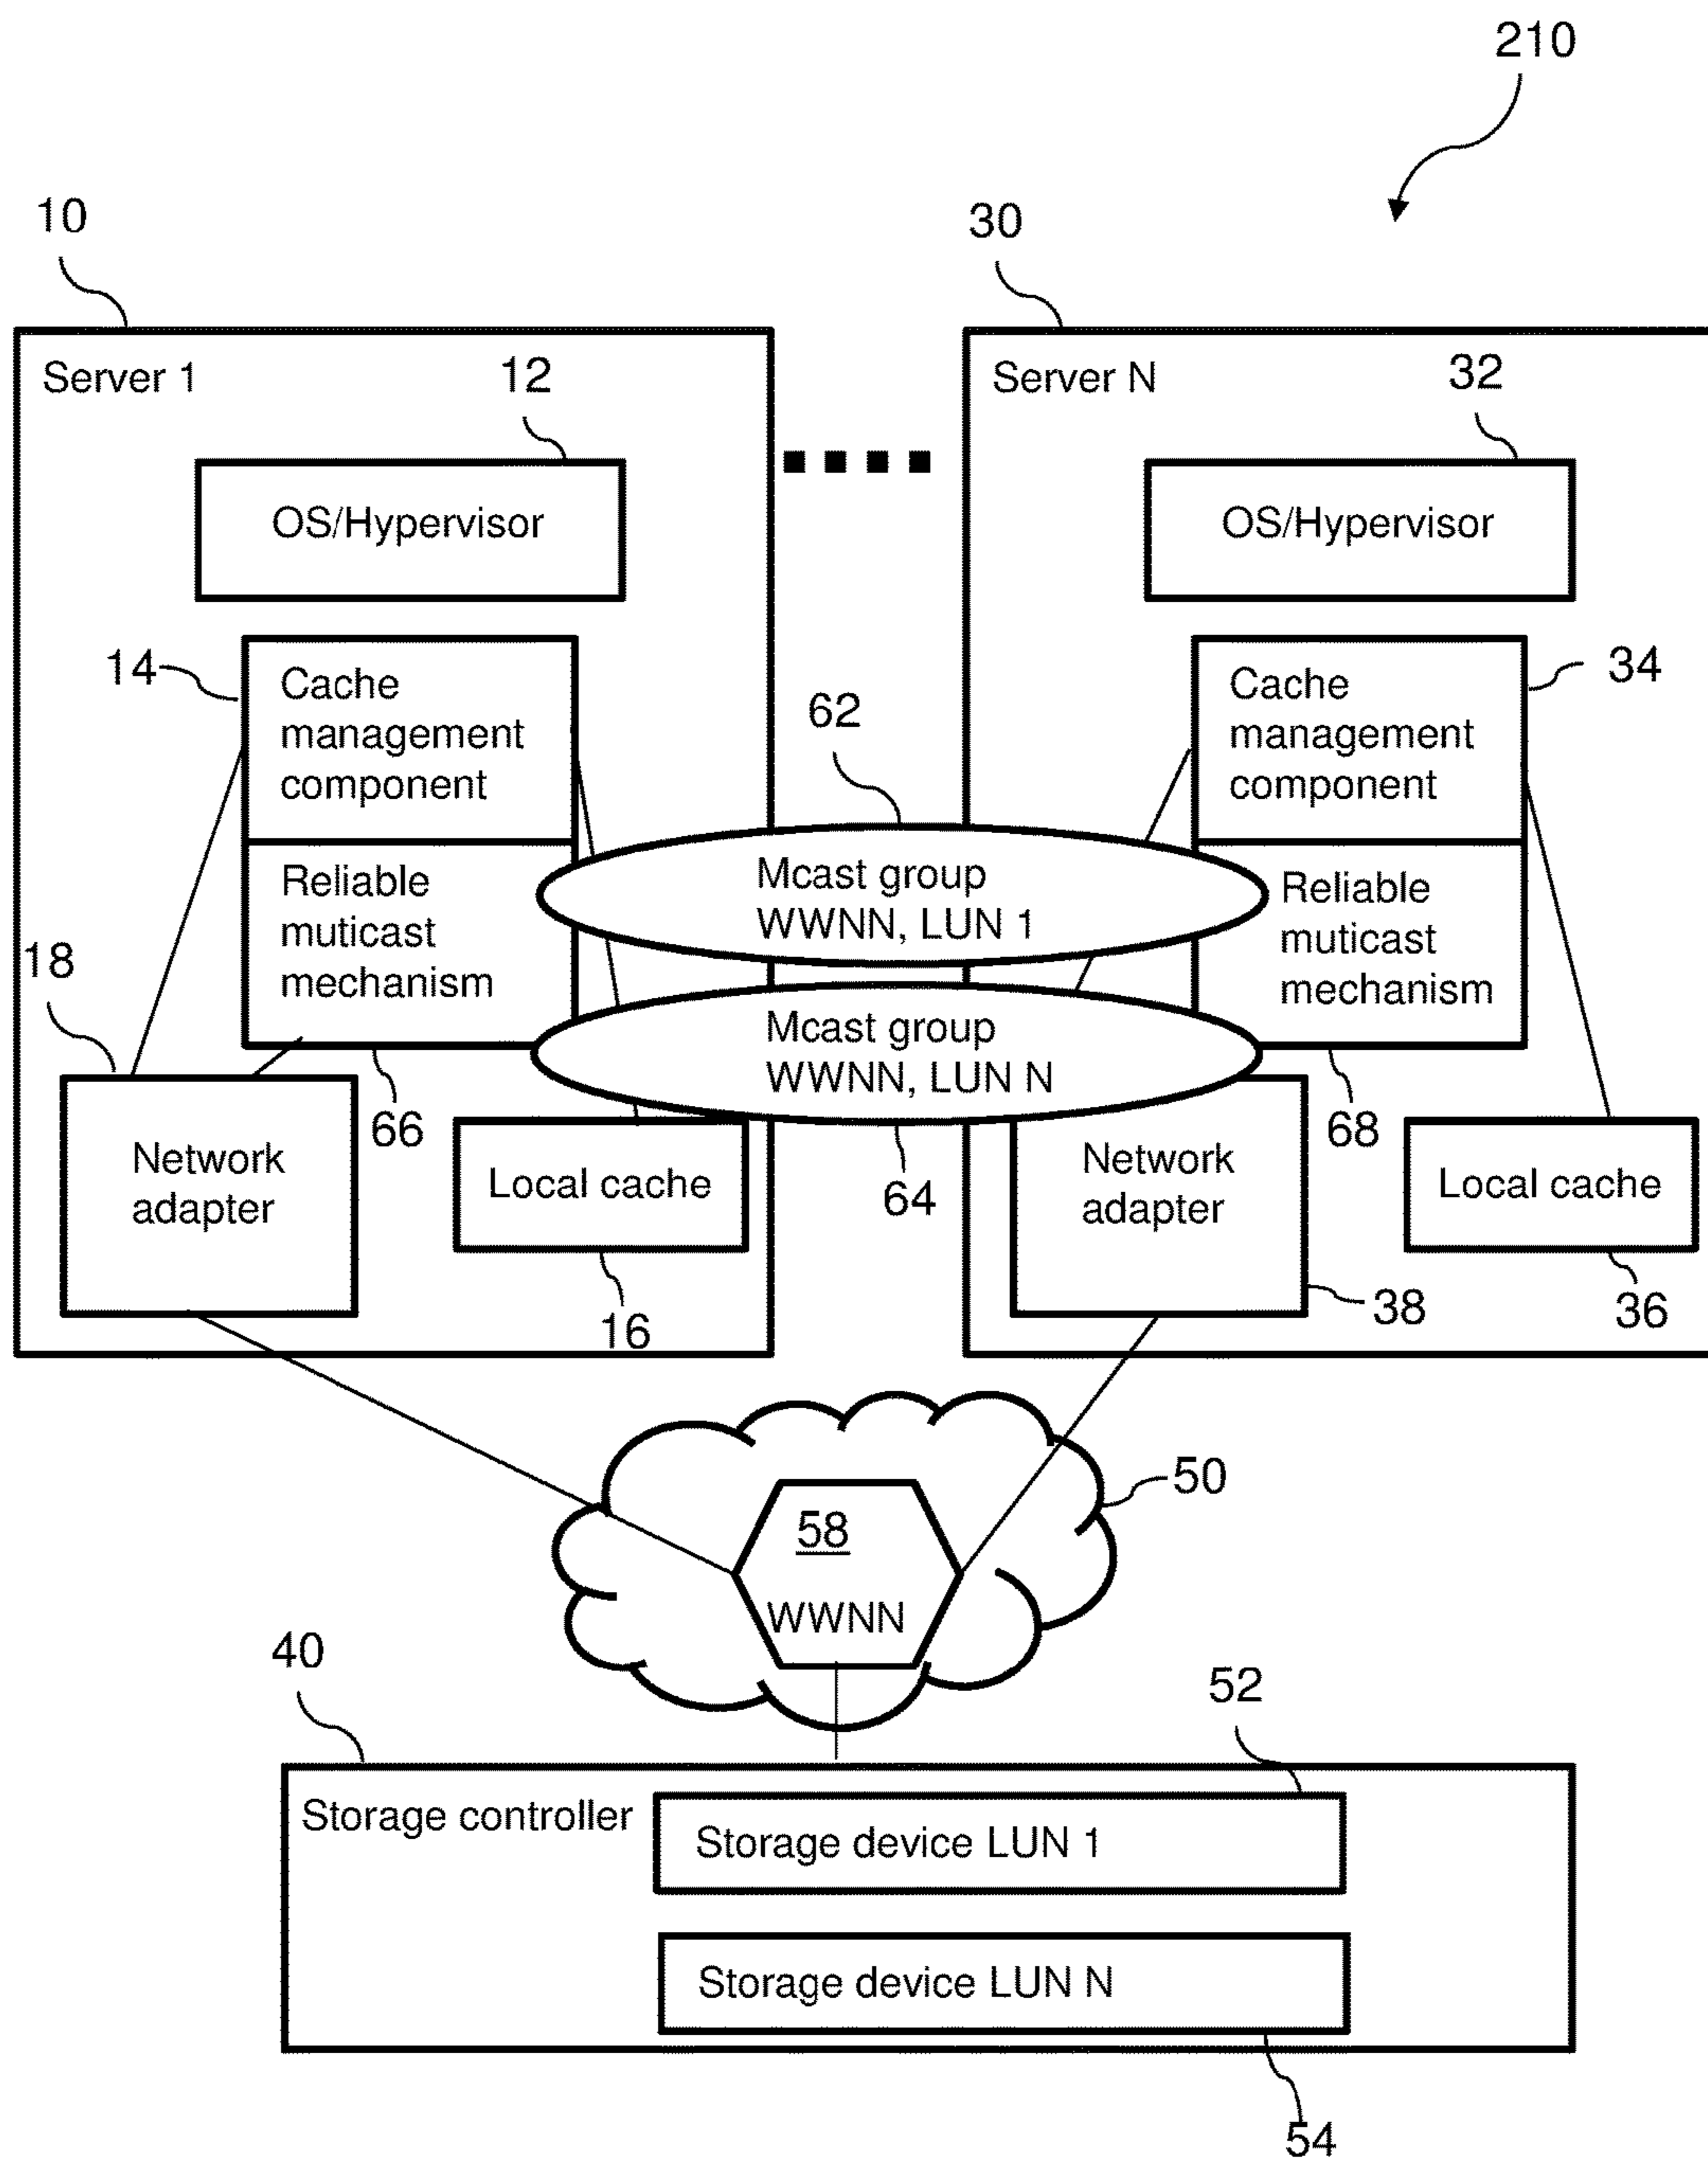 210
10
30
Server 1
12
Server N
32
OS/Hypervisor
OS/Hypervisor
14
Cache
management
component
62
Cache
management
component
34
Reliable
muticast
mechanism
Mcast group
WWNN, LUN 1
Reliable
muticast
mechanism
18
Mcast group
WWNN, LUN N
66
68
Network
adapter
Local cache
64
Network
adapter
Local cache
16
38
36
50
58
WWNN
40
52
Storage controller
Storage device LUN 1
Storage device LUN N
54